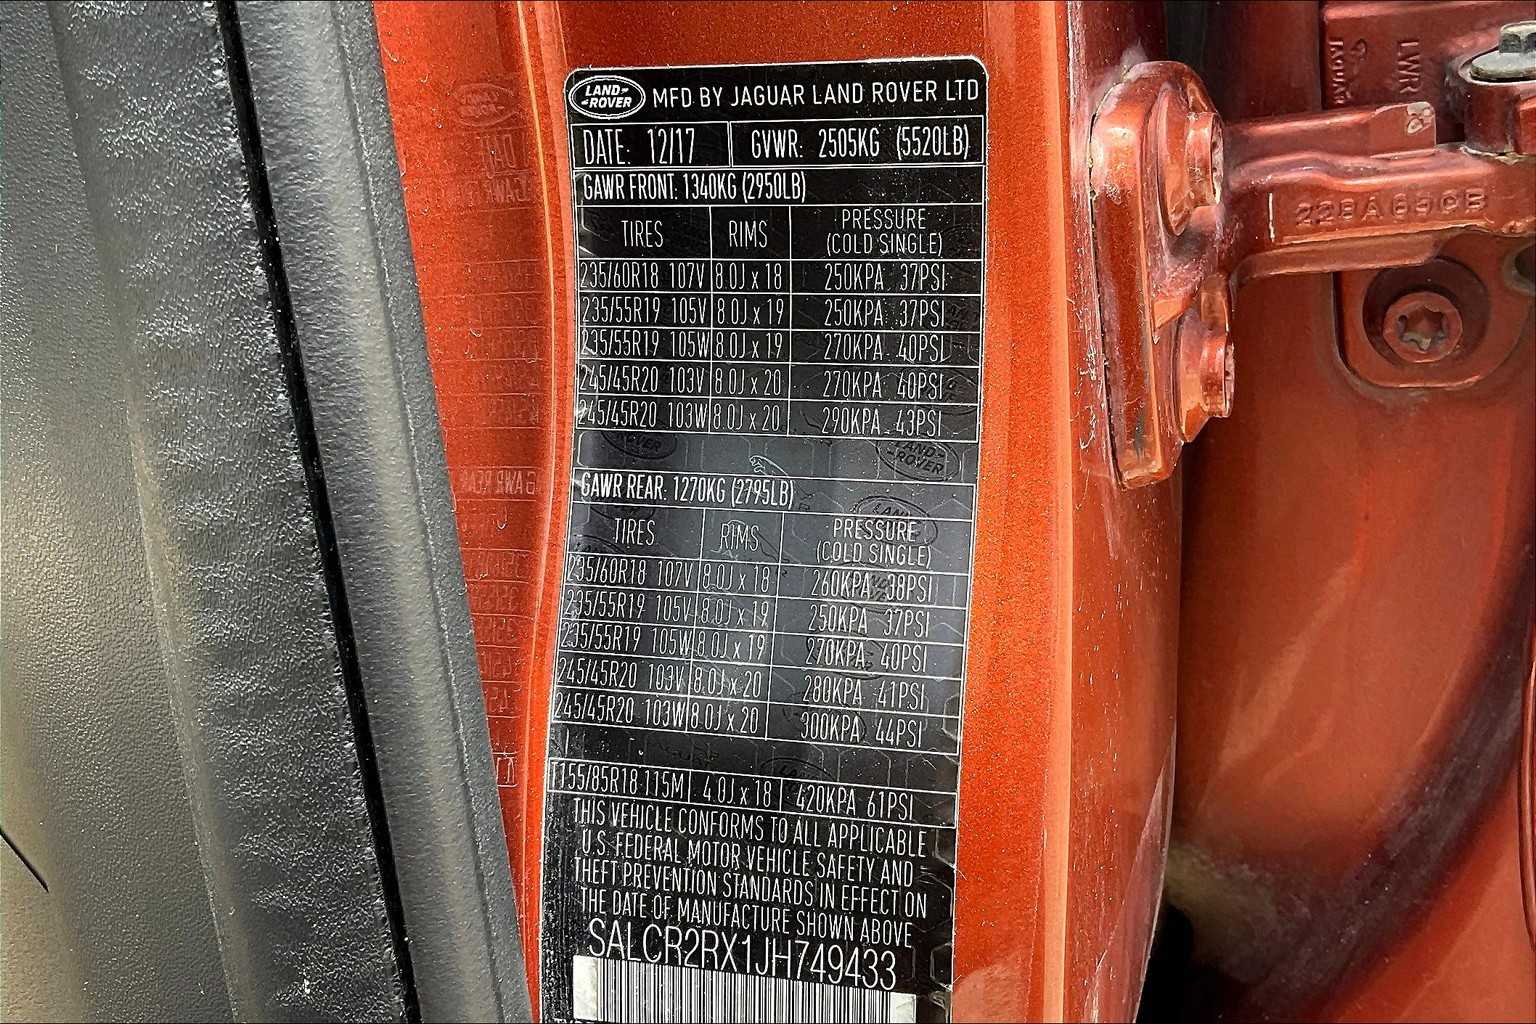 LAND ROVER MFD BY JAGUAR LAND ROVER LTD
DATE: 12/17 GVWR: 2505KG (5520LB)
GAWR FRONT: 1340KG (2950LB)
TIRES RIMS PRESSURE (COLD SINGLE)
235/60R18 107V 8.0J x 18 250KPA 37PSI
235/55R19 105V 8.0J x 19 250KPA 37PSI
235/55R19 105W 8.0J x 19 270KPA 40PSI
245/45R20 103V 8.0J x 20 270KPA 40PSI
245/45R20 103W 8.0J x 20 290KPA 43PSI
GAWR REAR: 1270KG (2795LB)
TIRES RIMS PRESSURE (COLD SINGLE)
235/60R18 107V 8.0J x 18 260KPA 38PSI
235/55R19 105V 8.0J x 19 250KPA 37PSI
235/55R19 105W 8.0J x 19 270KPA 40PSI
245/45R20 103V 8.0J x 20 280KPA 41PSI
245/45R20 103W 8.0J x 20 300KPA 44PSI
T155/85R18 115M 4.0J x 18 420KPA 61PSI
THIS VEHICLE CONFORMS TO ALL APPLICABLE
U.S. FEDERAL MOTOR VEHICLE SAFETY AND
THEFT PREVENTION STANDARDS IN EFFECT ON
THE DATE OF MANUFACTURE SHOWN ABOVE
SALCR2RX1JH749433
LWR